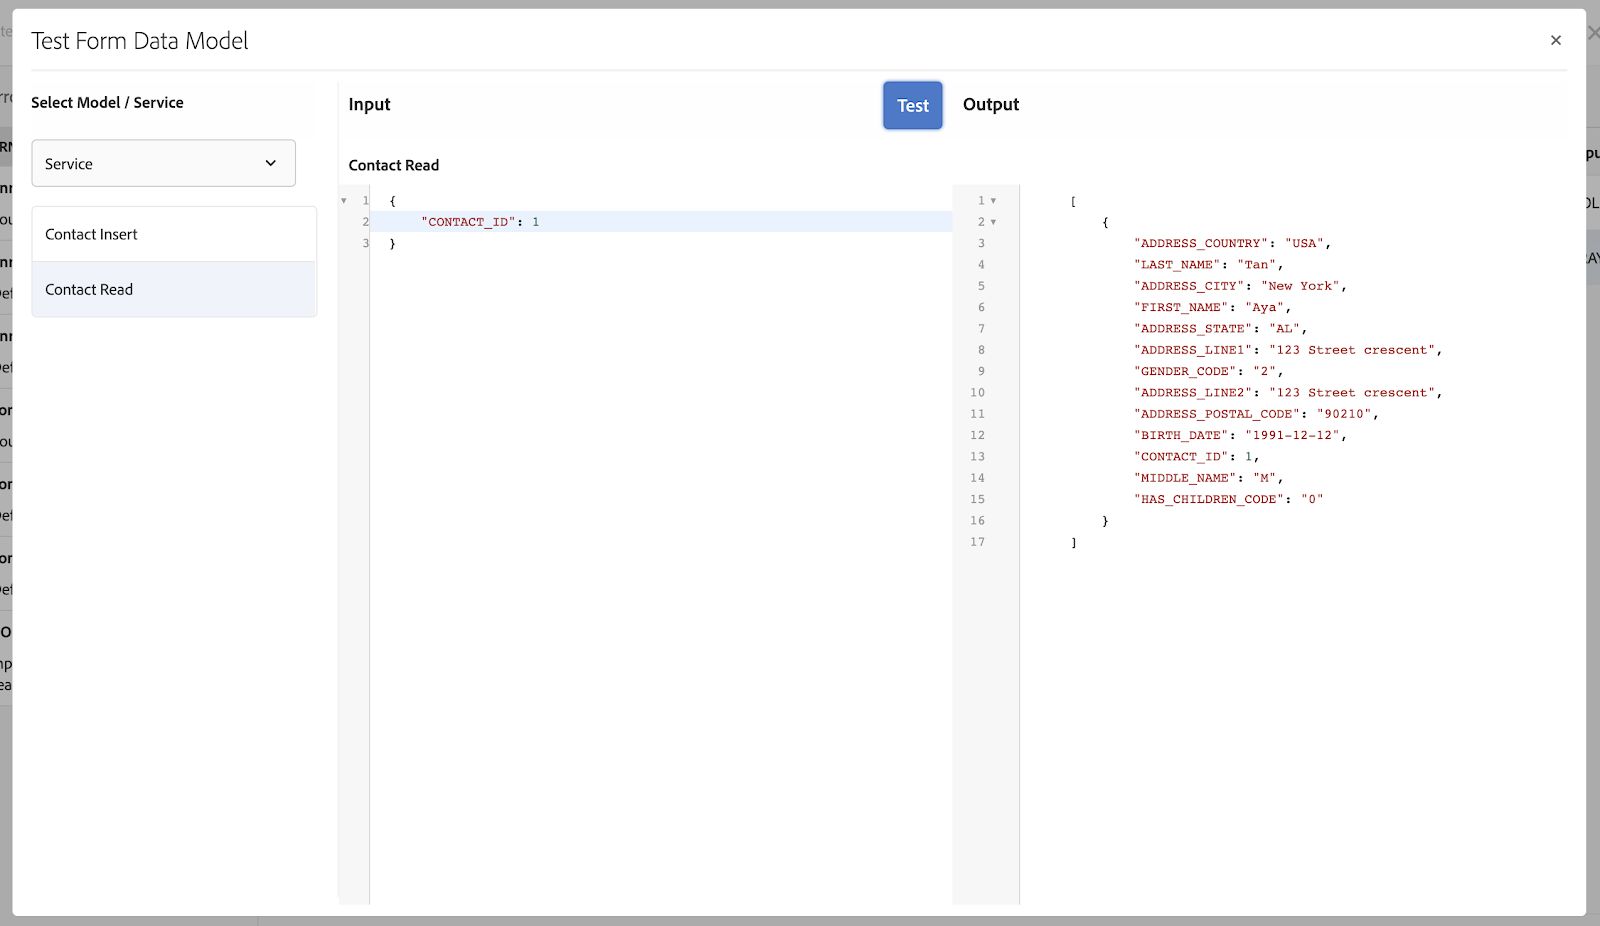 Test Form Data Model
Select Model / Service
Service
Contact Insert
Contact Read
Input
Test
Contact Read
1 {
2 "CONTACT_ID": 1
3 }
Output
1 [
2 {
3 "ADDRESS_COUNTRY": "USA",
4 "LAST_NAME": "Tan",
5 "ADDRESS_CITY": "New York",
6 "FIRST_NAME": "Aya",
7 "ADDRESS_STATE": "AL",
8 "ADDRESS_LINE1": "123 Street crescent",
9 "GENDER_CODE": "2",
10 "ADDRESS_LINE2": "123 Street crescent",
11 "ADDRESS_POSTAL_CODE": "90210",
12 "BIRTH_DATE": "1991-12-12",
13 "CONTACT_ID": 1,
14 "MIDDLE_NAME": "M",
15 "HAS_CHILDREN_CODE": "0"
16 }
17 ]